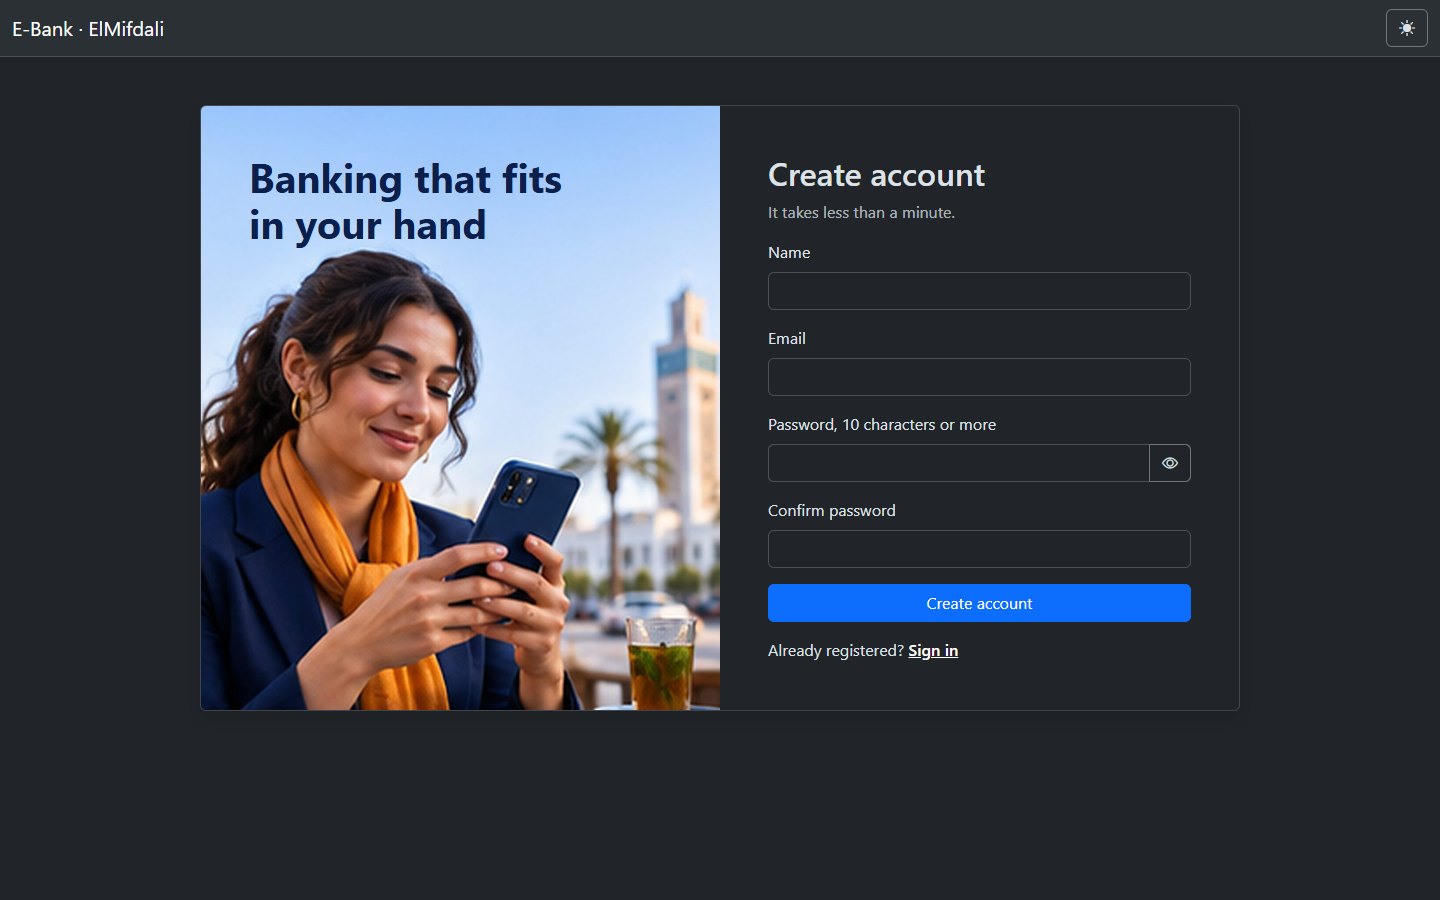 E-Bank · ElMifdali
Banking that fits
in your hand
Create account
It takes less than a minute.
Name
Email
Password, 10 characters or more
Confirm password
Create account
Already registered? Sign in